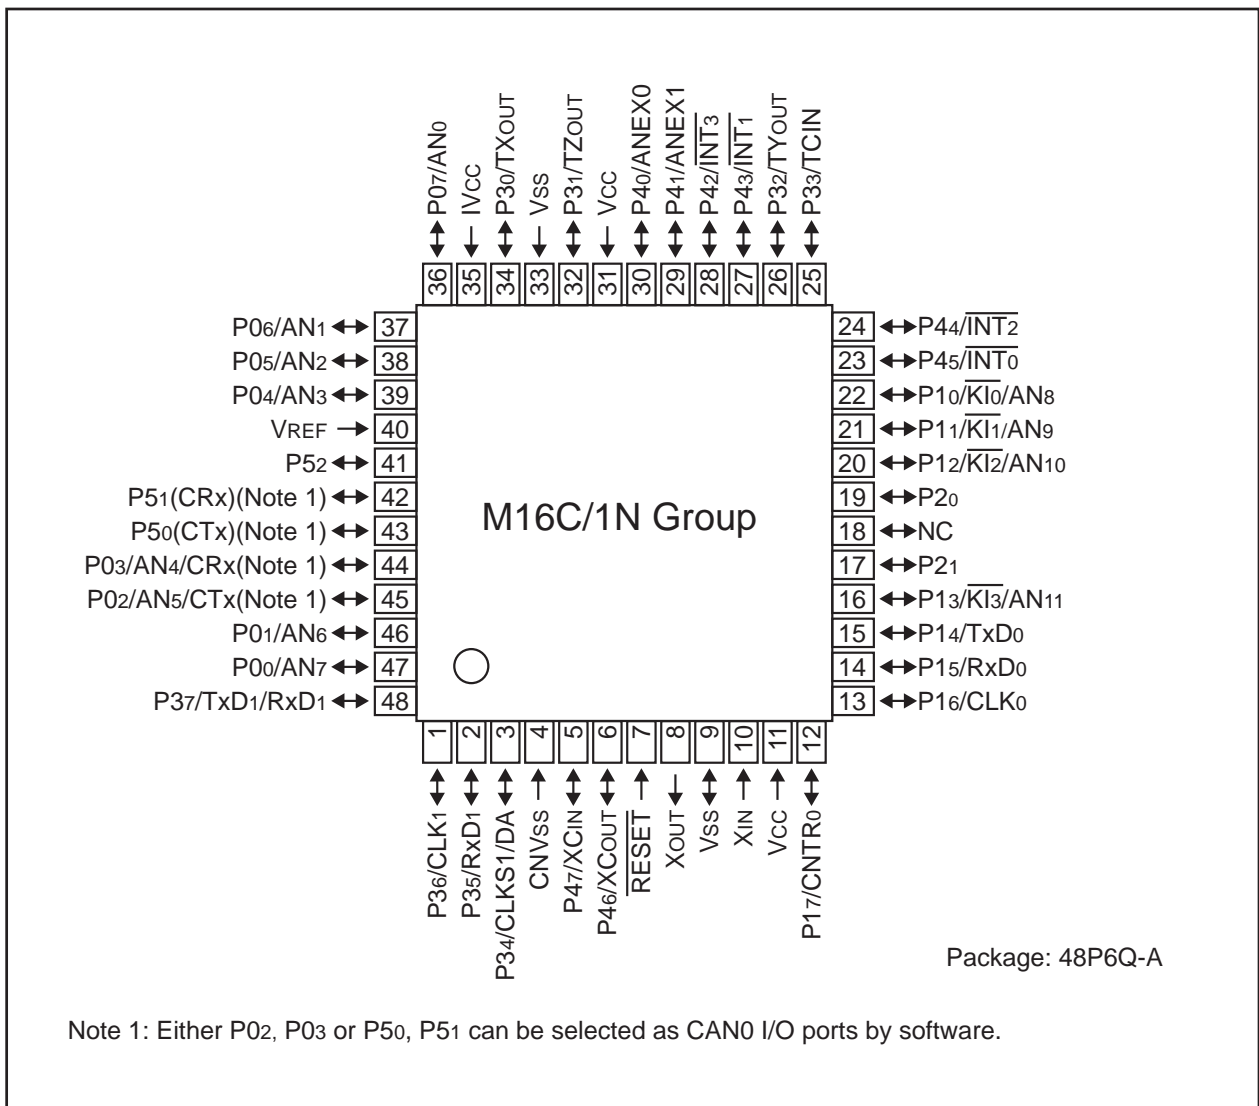 P07/AN0
IVCC
P30/TXOUT
VSS
P31/TZOUT
VCC
P40/ANEX0
P41/ANEX1
P42/INT3
P43/INT1
P32/TYOUT
P33/TCIN
36
35
34
33
32
31
30
29
28
27
26
25
P06/AN1 37
P05/AN2 38
P04/AN3 39
VREF 40
P52 41
P51(CRx)(Note 1) 42
P50(CTx)(Note 1) 43
P03/AN4/CRx(Note 1) 44
P02/AN5/CTx(Note 1) 45
P01/AN6 46
P00/AN7 47
P37/TxD1/RxD1 48
M16C/1N Group
24 P44/INT2
23 P45/INT0
22 P10/KI0/AN8
21 P11/KI1/AN9
20 P12/KI2/AN10
19 P20
18 NC
17 P21
16 P13/KI3/AN11
15 P14/TxD0
14 P15/RxD0
13 P16/CLK0
1
2
3
4
5
6
7
8
9
10
11
12
P36/CLK1
P35/RxD1
P34/CLKS1/DA
CNVSS
P47/XCIN
P46/XCOUT
RESET
XOUT
VSS
XIN
VCC
P17/CNTR0
Package: 48P6Q-A
Note 1: Either P02, P03 or P50, P51 can be selected as CAN0 I/O ports by software.